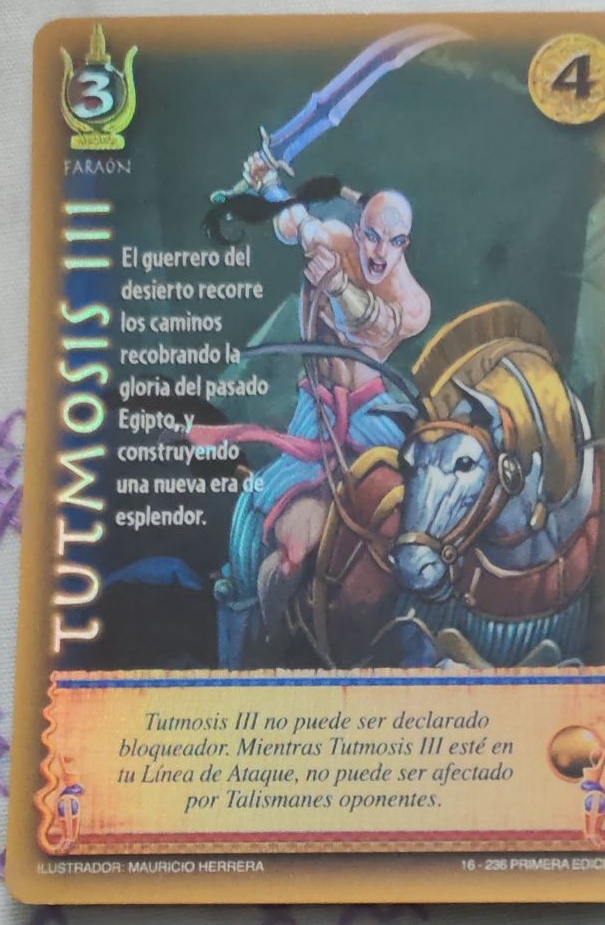 3
4
FARAÓN
TUTMOSIS III
El guerrero del
desierto recorre
los caminos
recobrando la
gloria del pasado
Egipto, y
construyendo
una nueva era de
esplendor.
Tutmosis III no puede ser declarado
bloqueador. Mientras Tutmosis III esté en
tu Línea de Ataque, no puede ser afectado
por Talismanes oponentes.
ILUSTRADOR: MAURICIO HERRERA
16 - 236 PRIMERA EDICI